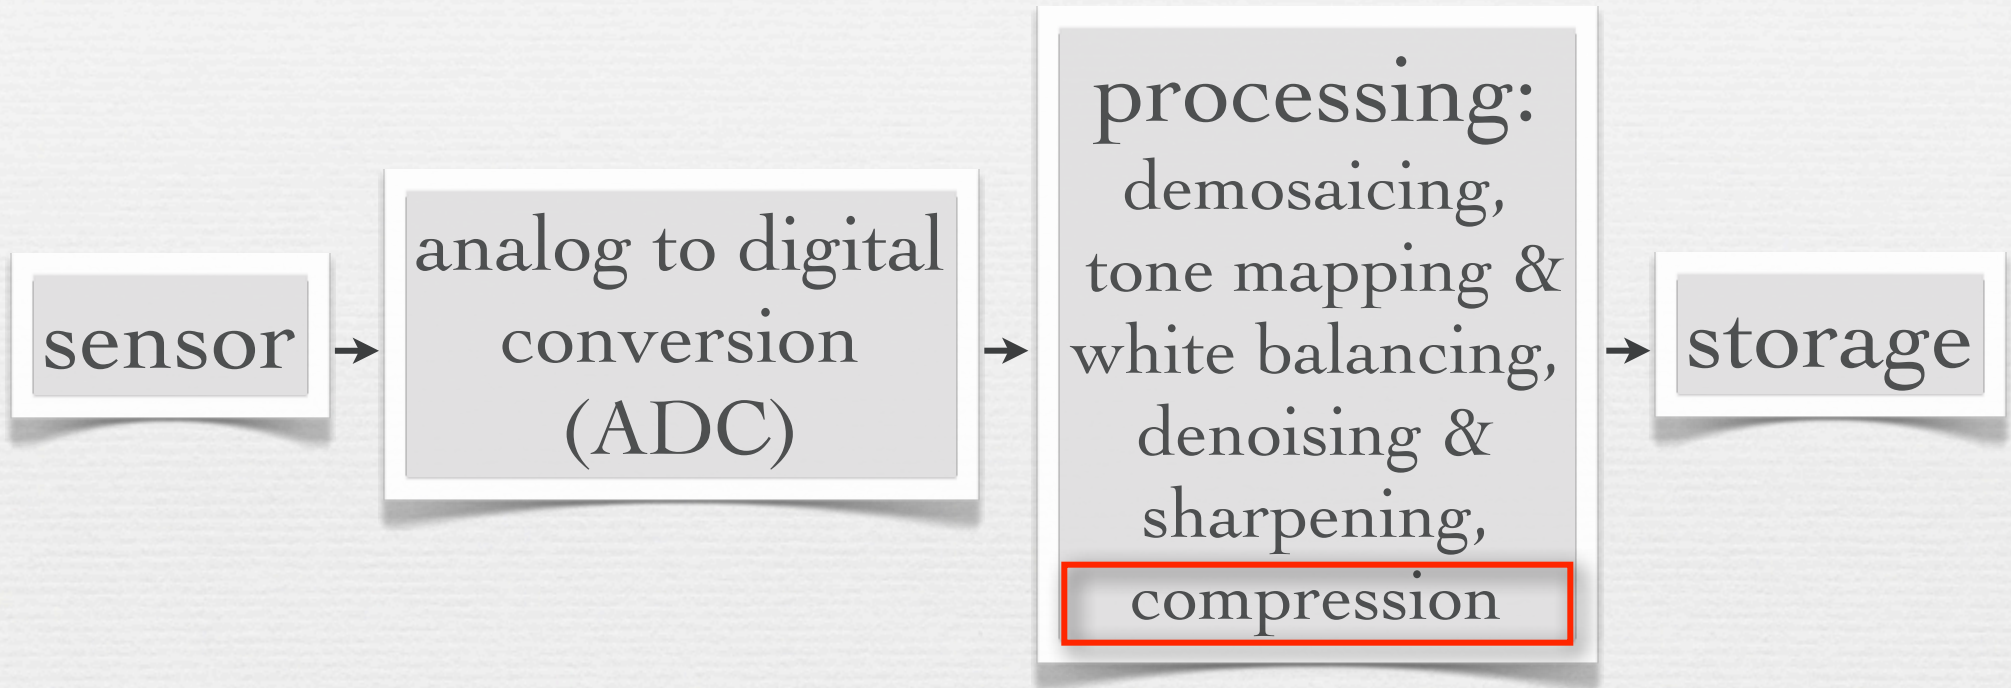 sensor
analog to digital
conversion
(ADC)
processing:
demosaicing,
tone mapping &
white balancing,
denoising &
sharpening,
compression
storage